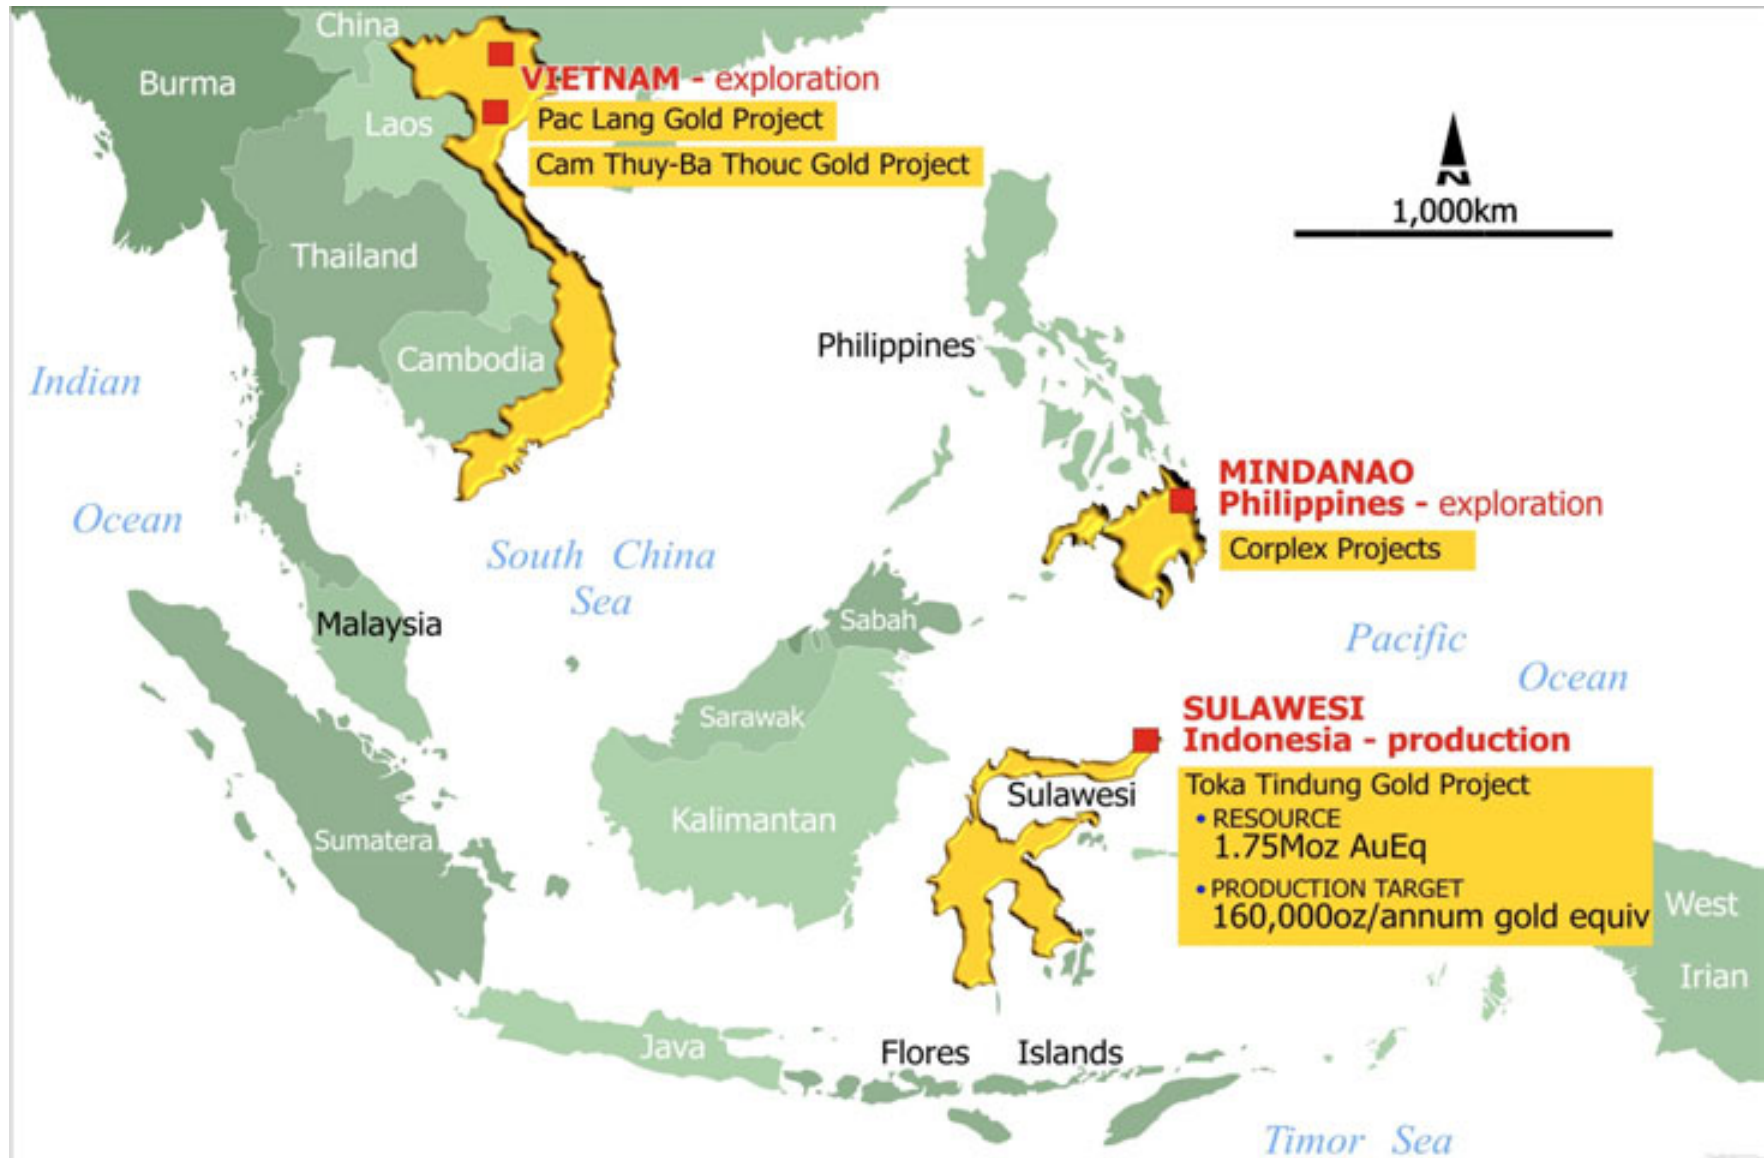 China
Burma
VIETNAM - exploration
Laos
Pac Lang Gold Project
Cam Thuy-Ba Thouc Gold Project
N
1,000km
Thailand
Philippines
Cambodia
Indian
MINDANAO
Philippines - exploration
Ocean
Corplex Projects
South China
Sea
Malaysia
Sabah
Pacific
Ocean
SULAWESI
Sarawak
Indonesia - production
Toka Tindung Gold Project
Sulawesi
• RESOURCE
Kalimantan
Sumatera
1.75Moz AuEq
• PRODUCTION TARGET
160,000oz/annum gold equiv
West
Irian
Java
Flores Islands
Timor Sea